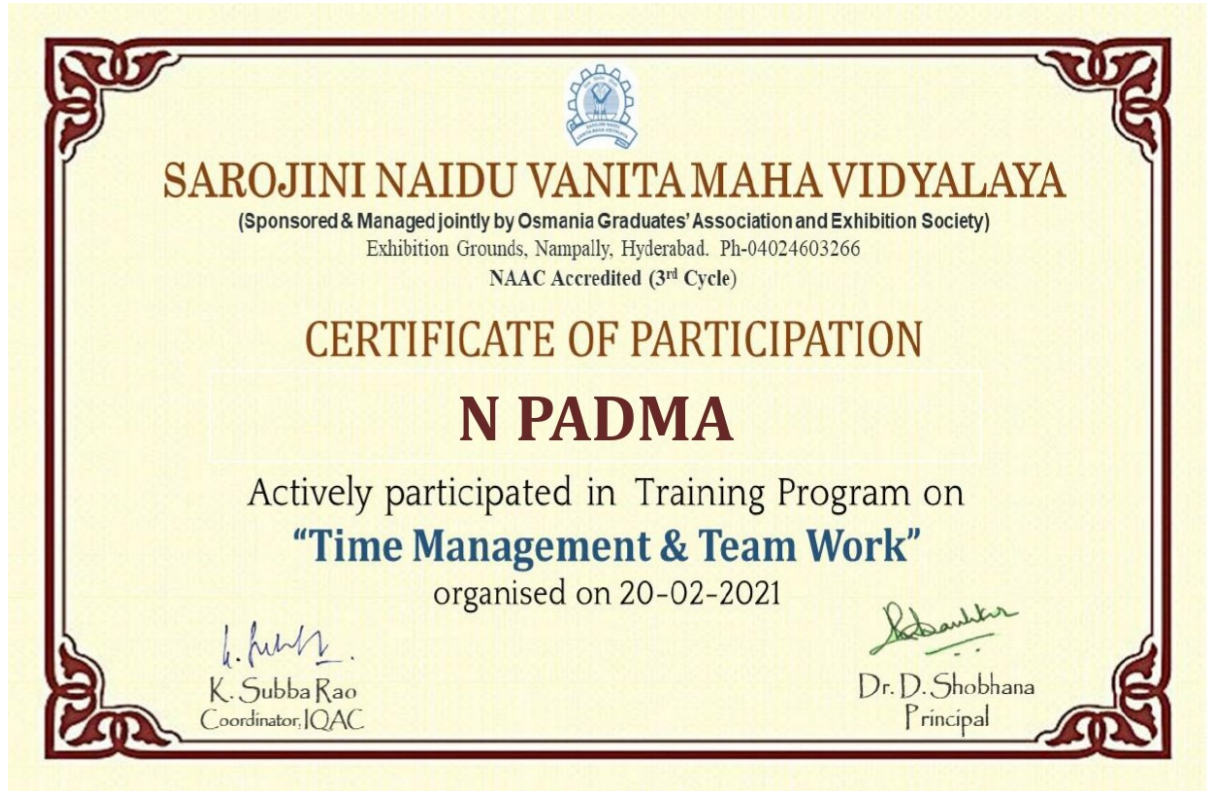 SAROJINI NAIDU VANITA MAHA VIDYALAYA
(Sponsored & Managed jointly by Osmania Graduates' Association and Exhibition Society)
Exhibition Grounds, Nampally, Hyderabad. Ph-04024603266
NAAC Accredited (3rd Cycle)
CERTIFICATE OF PARTICIPATION
N PADMA
Actively participated in Training Program on
“Time Management & Team Work”
organised on 20-02-2021
K. Subba Rao
Coordinator, IQAC
Dr. D. Shobhana
Principal